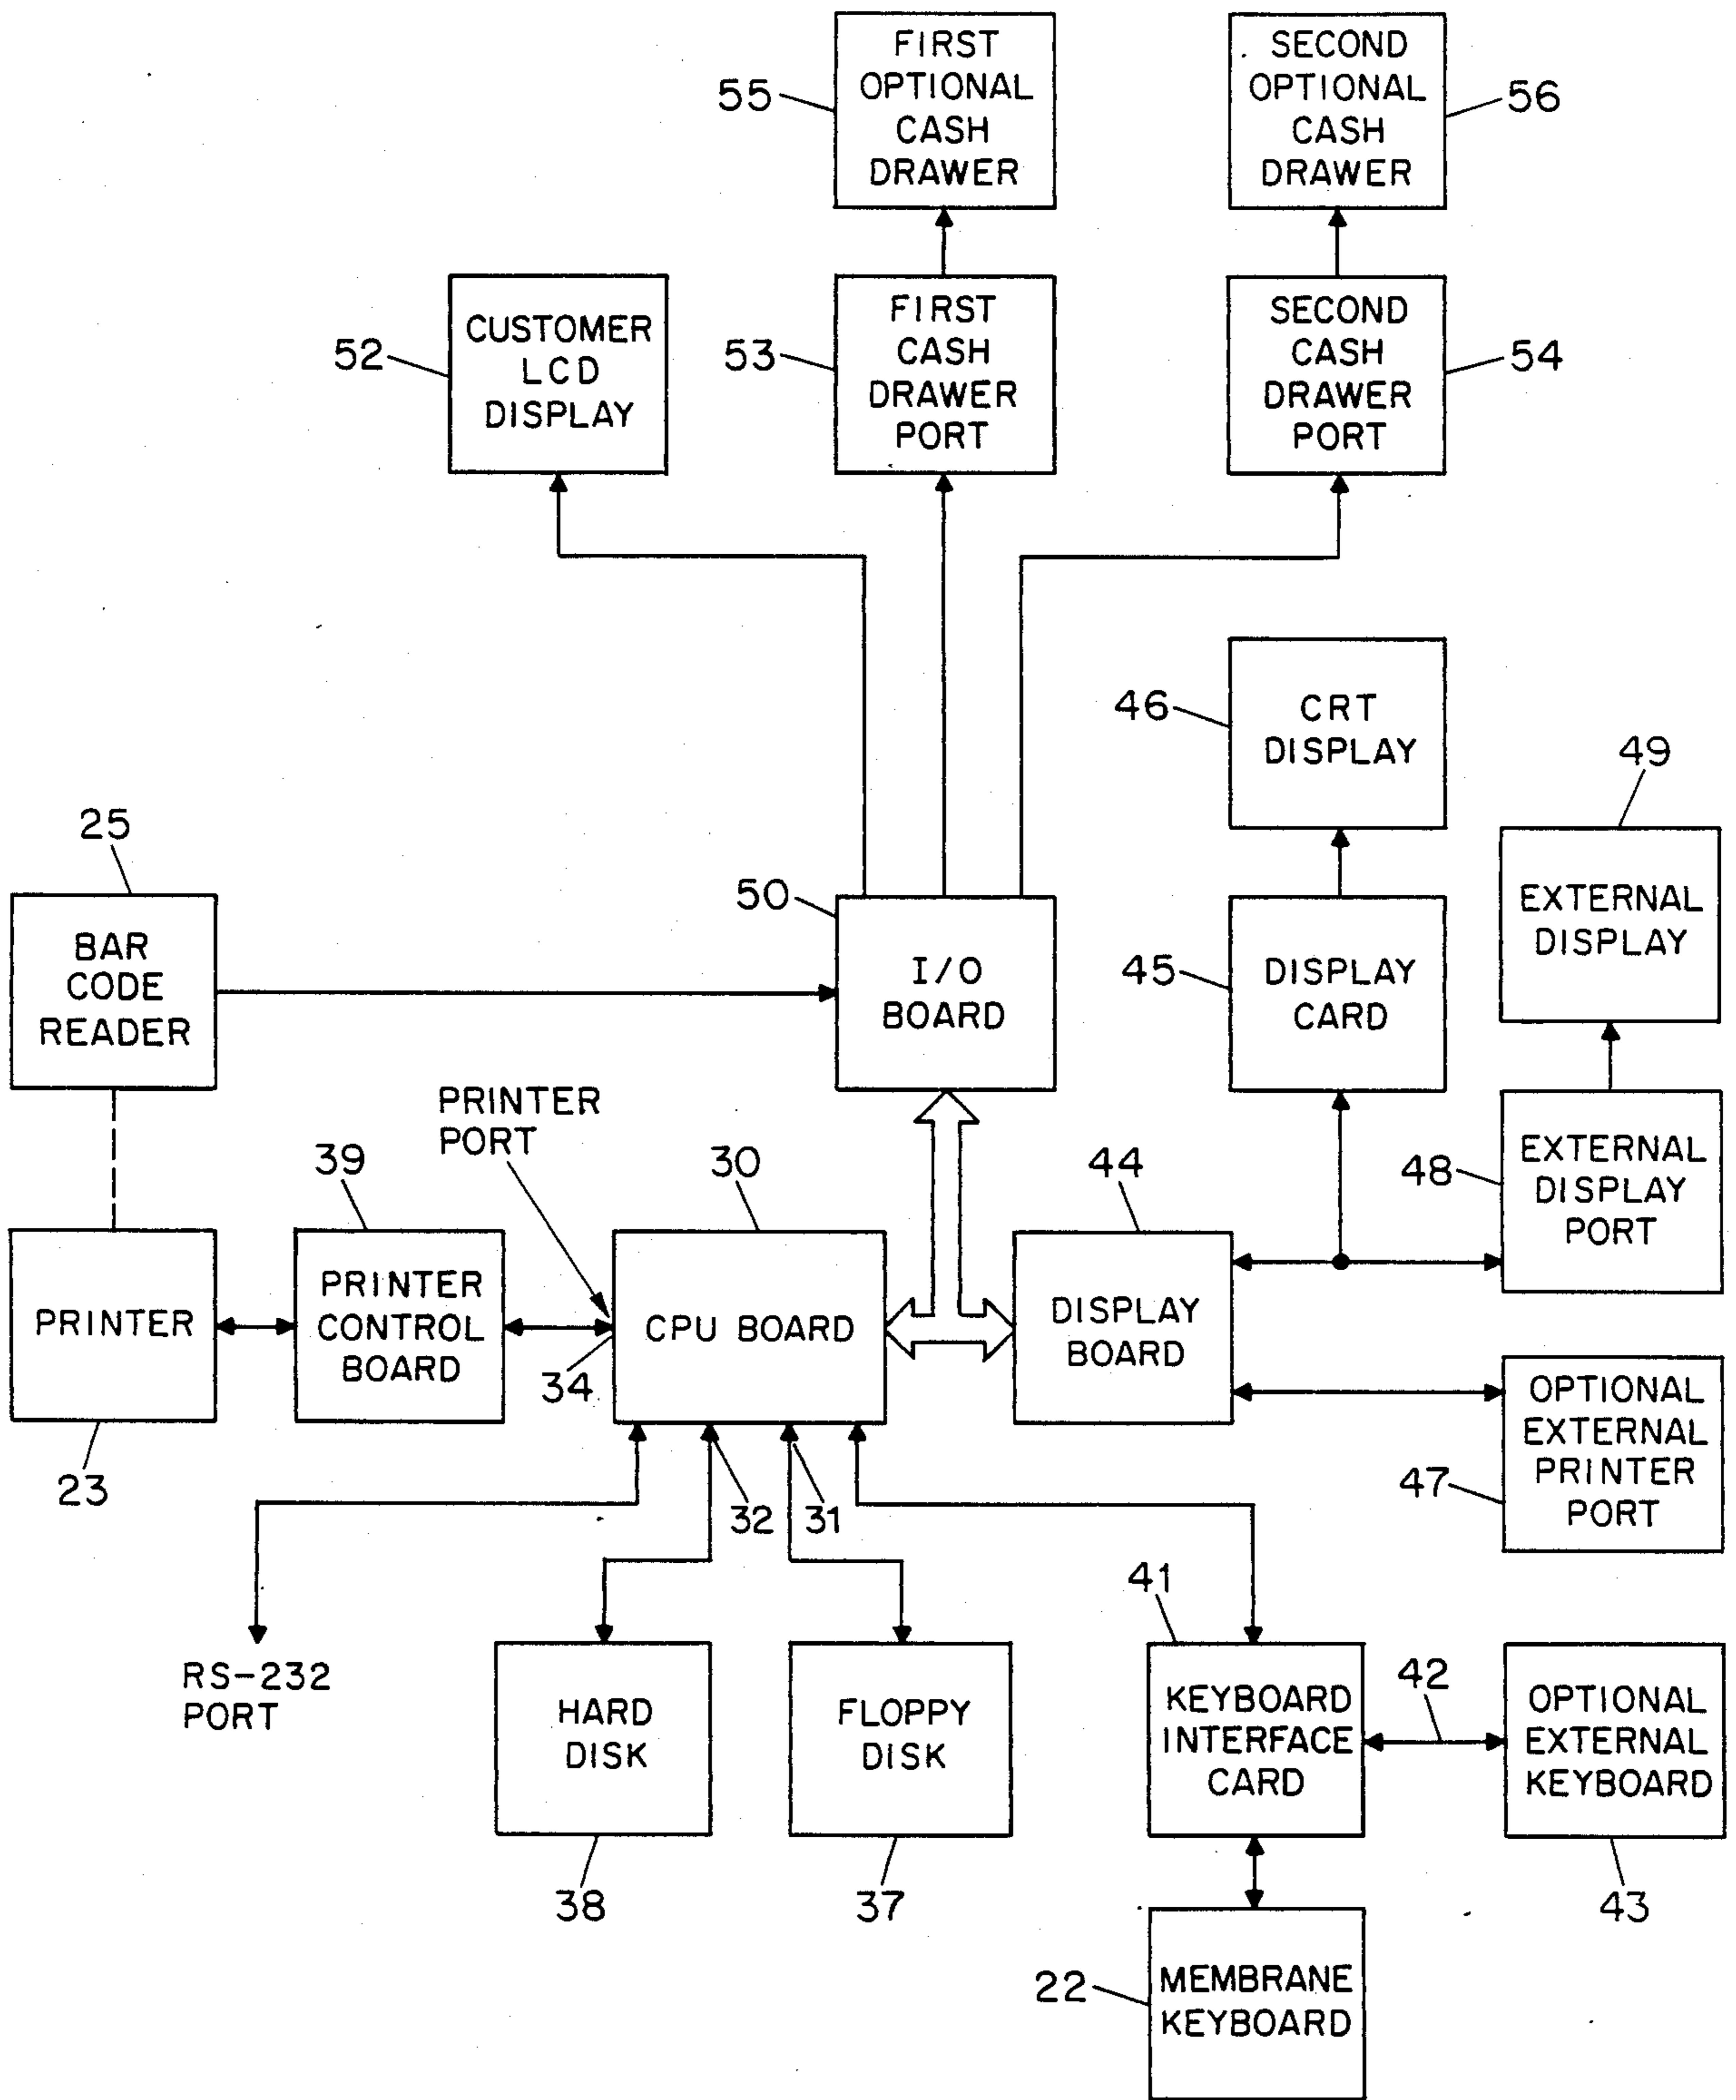 FIRST
OPTIONAL
CASH
DRAWER
55
SECOND
OPTIONAL
CASH
DRAWER
56
CUSTOMER
LCD
DISPLAY
52
FIRST
CASH
DRAWER
PORT
53
SECOND
CASH
DRAWER
PORT
54
46
CRT
DISPLAY
49
EXTERNAL
DISPLAY
25
BAR
CODE
READER
50
I/O
BOARD
45
DISPLAY
CARD
PRINTER
PORT
48
EXTERNAL
DISPLAY
PORT
39
30
44
PRINTER
PRINTER
CONTROL
BOARD
34
CPU BOARD
DISPLAY
BOARD
OPTIONAL
EXTERNAL
PRINTER
PORT
47
23
32
31
RS-232
PORT
HARD
DISK
38
FLOPPY
DISK
37
41
KEYBOARD
INTERFACE
CARD
42
OPTIONAL
EXTERNAL
KEYBOARD
43
22
MEMBRANE
KEYBOARD